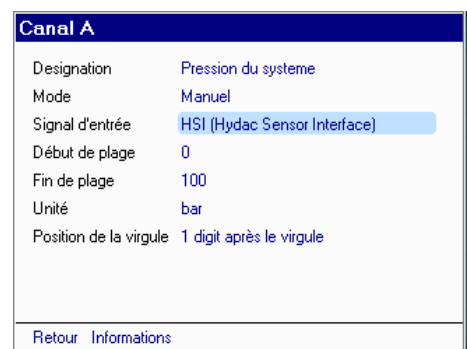 Canal A
Designation Pression du systeme
Mode Manuel
Signal d'entrée HSI (Hydac Sensor Interface)
Début de plage 0
Fin de plage 100
Unité bar
Position de la virgule 1 digit après le virgule
Retour Informations